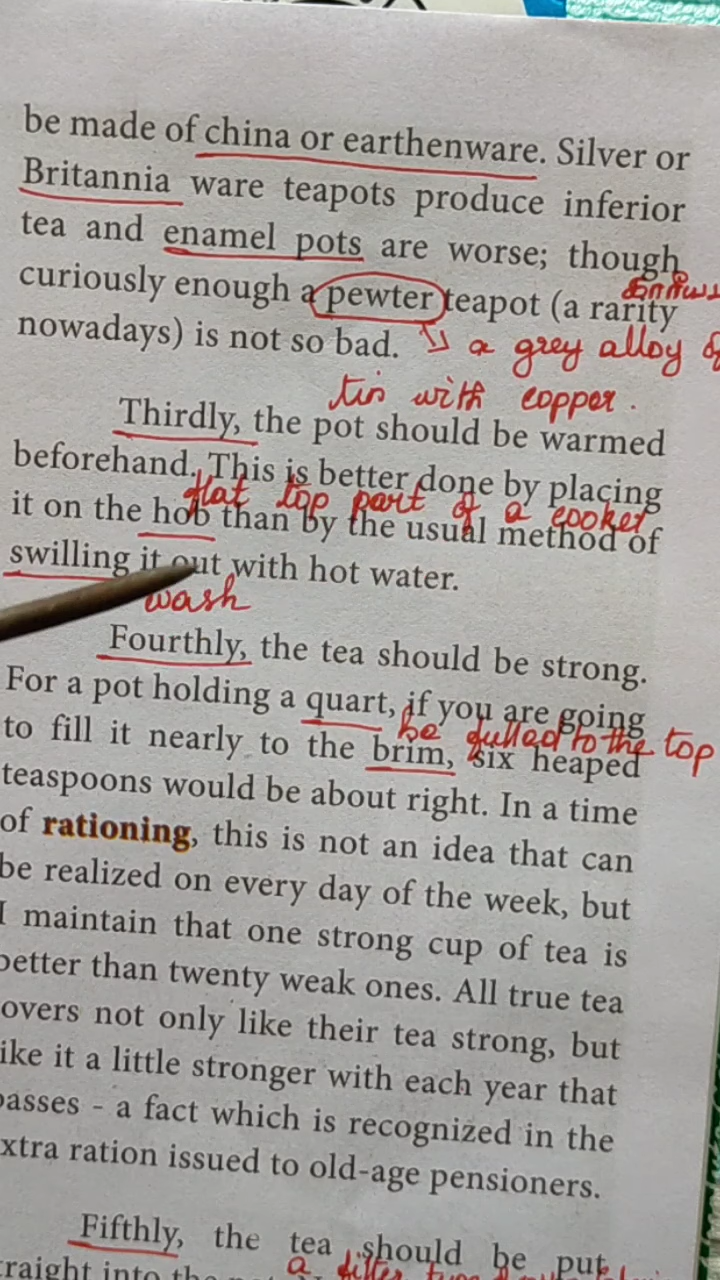 be made of china or earthenware. Silver or
Britannia ware teapots produce inferior
tea and enamel pots are worse; though
curiously enough a pewter teapot (a rarity
nowadays) is not so bad.
a grey alloy of
tin with copper.
Thirdly, the pot should be warmed
beforehand. This is better done by placing
flat top part of a cooker
it on the hob than by the usual method of
swilling it out with hot water.
wash
Fourthly, the tea should be strong.
For a pot holding a quart, if you are going
be fulled to the top
to fill it nearly to the brim, six heaped
teaspoons would be about right. In a time
of rationing, this is not an idea that can
be realized on every day of the week, but
I maintain that one strong cup of tea is
better than twenty weak ones. All true tea
overs not only like their tea strong, but
ike it a little stronger with each year that
passes - a fact which is recognized in the
xtra ration issued to old-age pensioners.
Fifthly, the tea should be put
traight into the